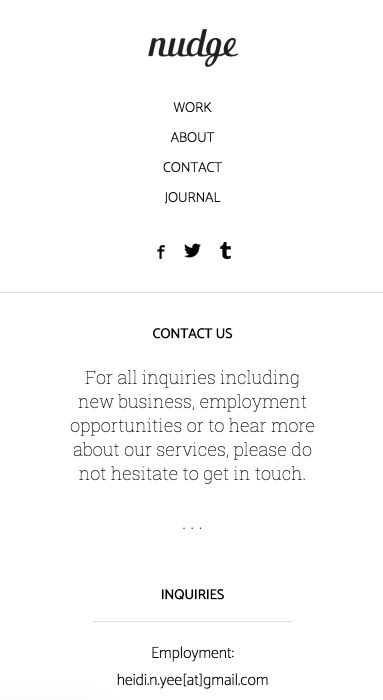 nudge
WORK
ABOUT
CONTACT
JOURNAL
CONTACT US
For all inquiries including
new business, employment
opportunities or to hear more
about our services, please do
not hesitate to get in touch.
. . .
INQUIRIES
Employment:
heidi.n.yee[at]gmail.com